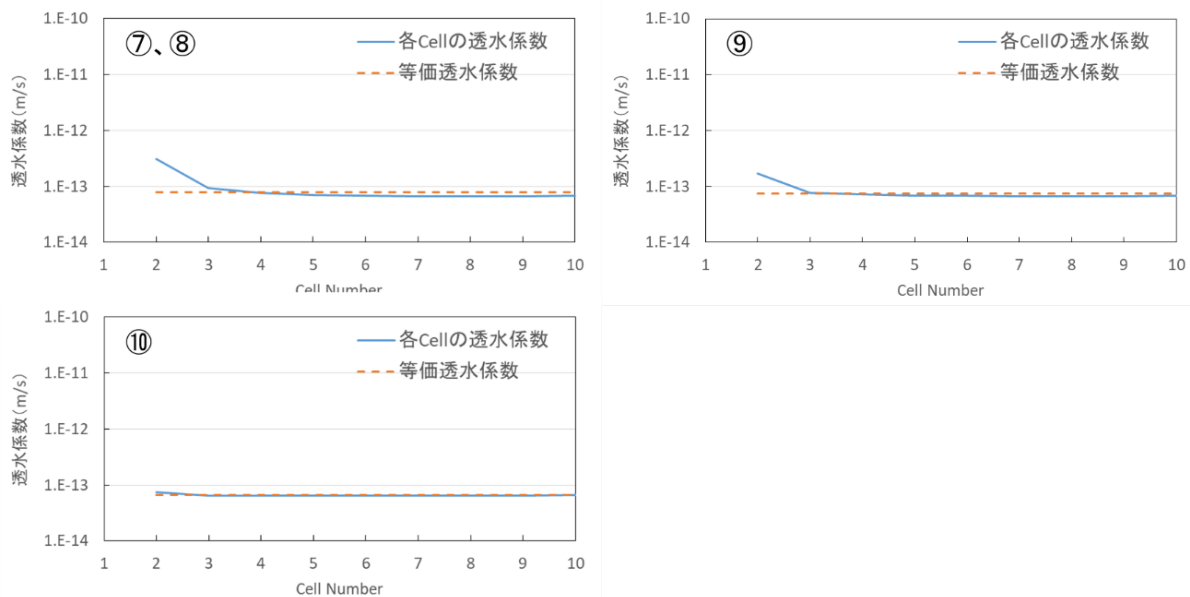 ⑦、⑧
各Cellの透水係数
等価透水係数
透水係数(m/s)
1.E-10
1.E-11
1.E-12
1.E-13
1.E-14
1 2 3 4 5 6 7 8 9 10
Cell Number
⑨
各Cellの透水係数
等価透水係数
透水係数(m/s)
1.E-10
1.E-11
1.E-12
1.E-13
1.E-14
1 2 3 4 5 6 7 8 9 10
Cell Number
⑩
各Cellの透水係数
等価透水係数
透水係数(m/s)
1.E-10
1.E-11
1.E-12
1.E-13
1.E-14
1 2 3 4 5 6 7 8 9 10
Cell Number